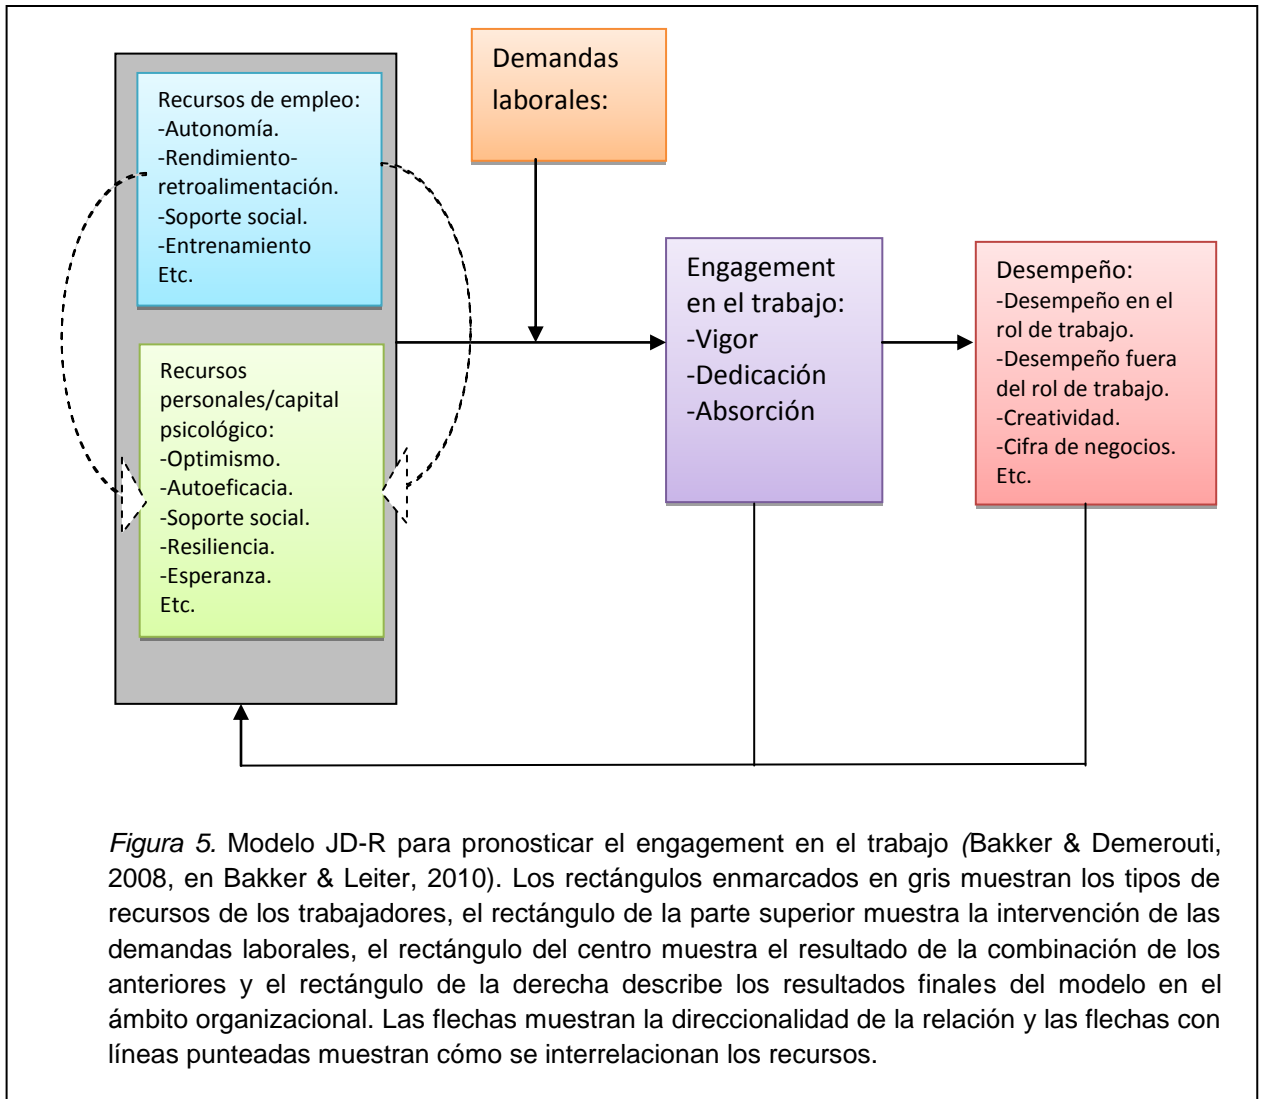 Recursos de empleo:
-Autonomía.
-Rendimiento-
retroalimentación.
-Soporte social.
-Entrenamiento
Etc.
Recursos
personales/capital
psicológico:
-Optimismo.
-Autoeficacia.
-Soporte social.
-Resiliencia.
-Esperanza.
Etc.
Demandas
laborales:
Engagement
en el trabajo:
-Vigor
-Dedicación
-Absorción
Desempeño:
-Desempeño en el
rol de trabajo.
-Desempeño fuera
del rol de trabajo.
-Creatividad.
-Cifra de negocios.
Etc.
Figura 5. Modelo JD-R para pronosticar el engagement en el trabajo (Bakker & Demerouti,
2008, en Bakker & Leiter, 2010). Los rectángulos enmarcados en gris muestran los tipos de
recursos de los trabajadores, el rectángulo de la parte superior muestra la intervención de las
demandas laborales, el rectángulo del centro muestra el resultado de la combinación de los
anteriores y el rectángulo de la derecha describe los resultados finales del modelo en el
ámbito organizacional. Las flechas muestran la direccionalidad de la relación y las flechas con
líneas punteadas muestran cómo se interrelacionan los recursos.